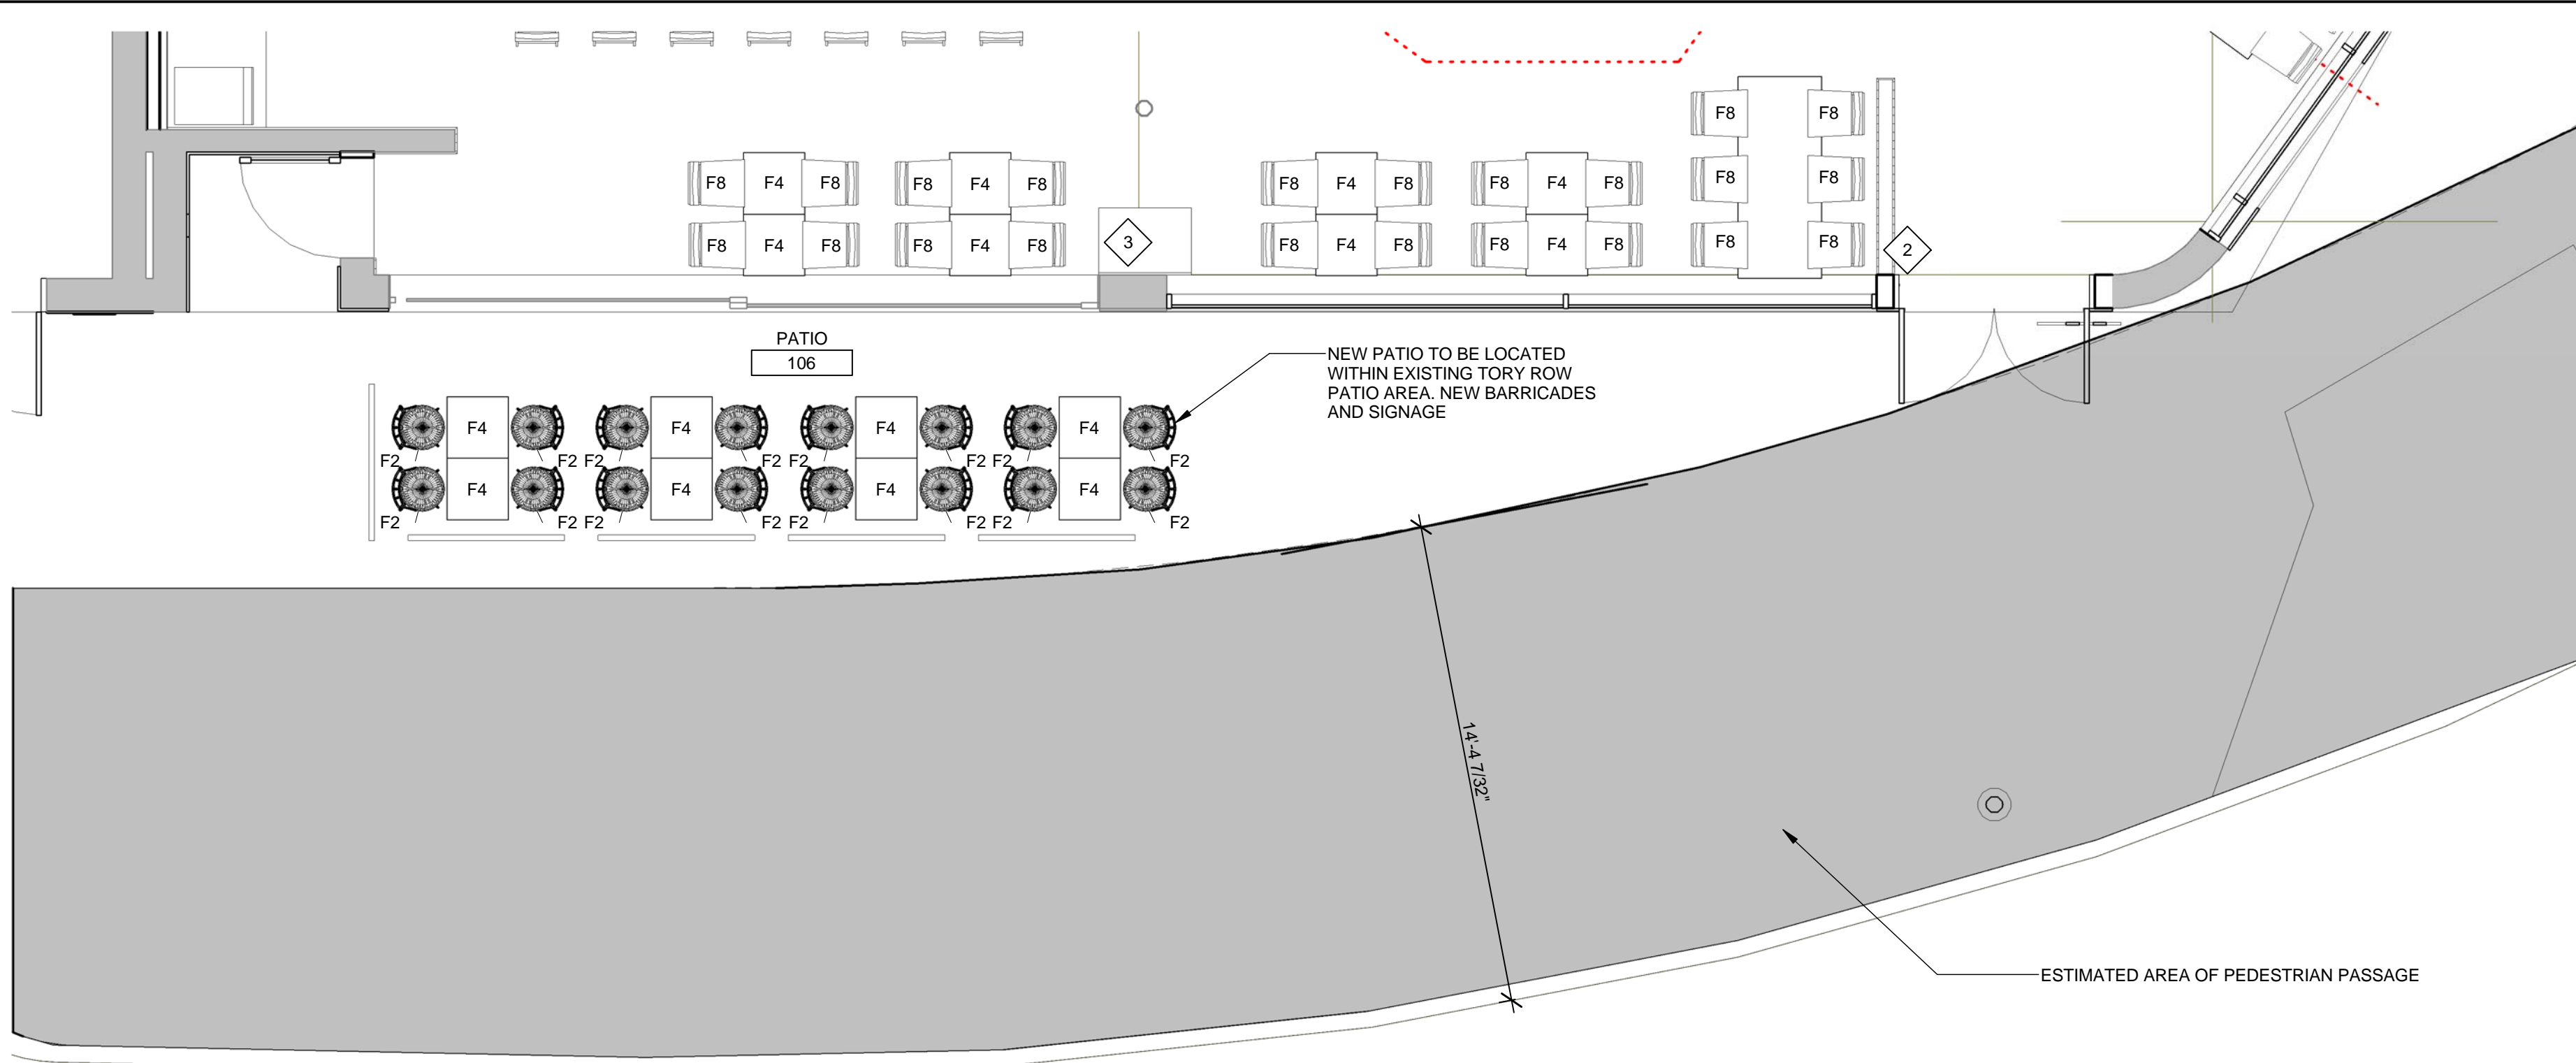 F8 F8
F8 F4 F8 F8 F4 F8 F8 F4 F8 F8 F4 F8 F8 F8
F8 F4 F8 F8 F4 F8 3 F8 F4 F8 F8 F4 F8 F8 F8 2
PATIO
106
NEW PATIO TO BE LOCATED
WITHIN EXISTING TORY ROW
PATIO AREA. NEW BARRICADES
AND SIGNAGE
F4 F4 F4 F4
F2 F2 F2 F2 F2 F2 F2 F2
F4 F4 F4 F4
F2 F2 F2 F2 F2 F2 F2 F2
14'-4 7/32"
ESTIMATED AREA OF PEDESTRIAN PASSAGE